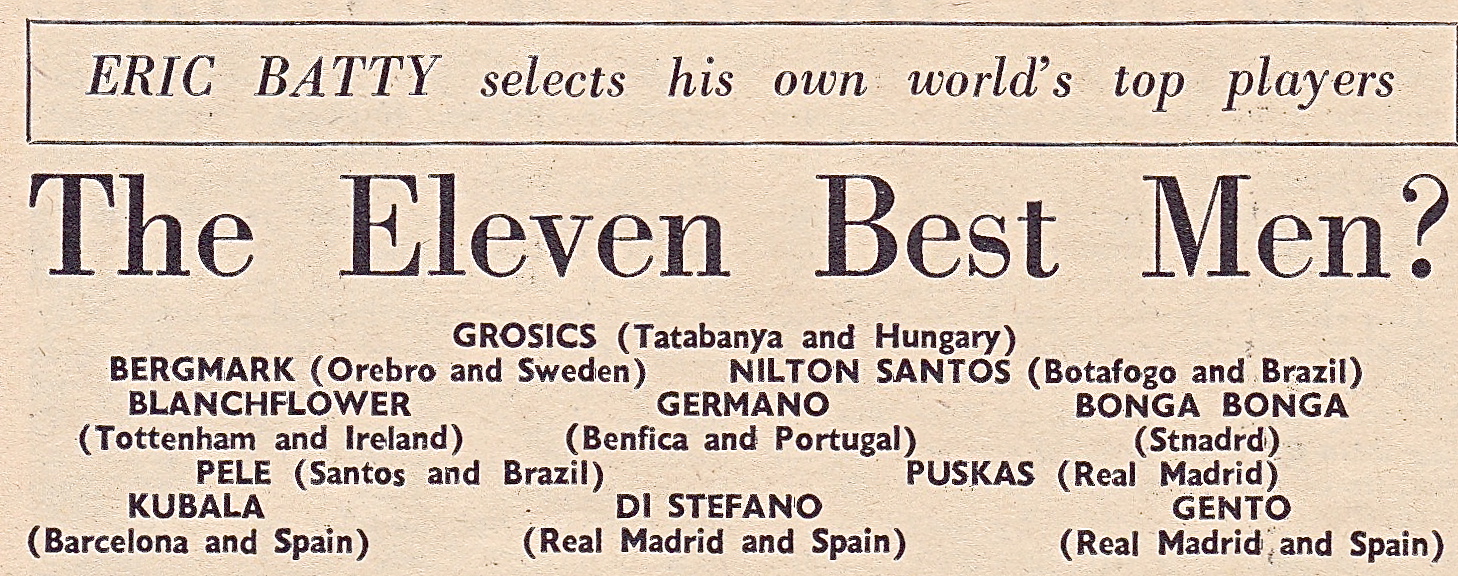 ERIC BATTY selects his own world's top players
The Eleven Best Men?
GROSICS (Tatabanya and Hungary)
BERGMARK (Orebro and Sweden) NILTON SANTOS (Botafogo and Brazil)
BLANCHFLOWER GERMANO BONGA BONGA
(Tottenham and Ireland) (Benfica and Portugal) (Stnadrd)
PELE (Santos and Brazil) PUSKAS (Real Madrid)
KUBALA DI STEFANO GENTO
(Barcelona and Spain) (Real Madrid and Spain) (Real Madrid and Spain)